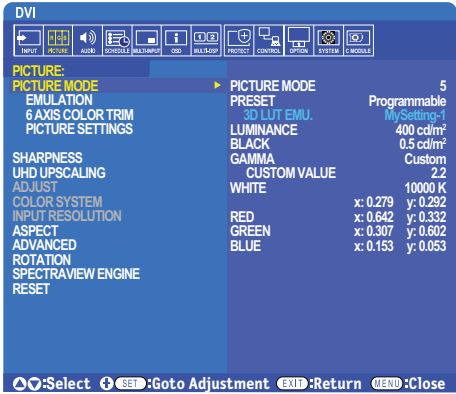 DVI
INPUT PICTURE AUDIO SCHEDULE MULTI-INPUT OSD MULTI-DSP PROTECT CONTROL OPTION SYSTEM C MODULE
PICTURE:
PICTURE MODE
EMULATION
6 AXIS COLOR TRIM
PICTURE SETTINGS
SHARPNESS
UHD UPSCALING
ADJUST
COLOR SYSTEM
INPUT RESOLUTION
ASPECT
ADVANCED
ROTATION
SPECTRAVIEW ENGINE
RESET
PICTURE MODE 5
PRESET Programmable
3D LUT EMU. MySetting-1
LUMINANCE 400 cd/m²
BLACK 0.5 cd/m²
GAMMA Custom
CUSTOM VALUE 2.2
WHITE 10000 K
x: 0.279 y: 0.292
RED x: 0.642 y: 0.332
GREEN x: 0.307 y: 0.602
BLUE x: 0.153 y: 0.053
:Select SET :Goto Adjustment EXIT :Return MENU :Close